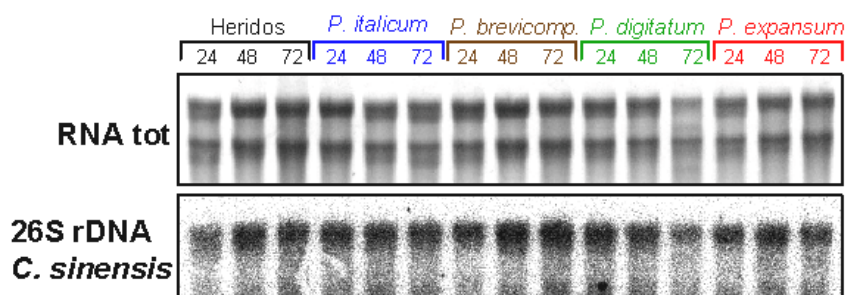 Heridos P. italicum P. brevicomp. P. digitatum P. expansum
24 48 72 24 48 72 24 48 72 24 48 72 24 48 72
RNA tot
26S rDNA
C. sinensis